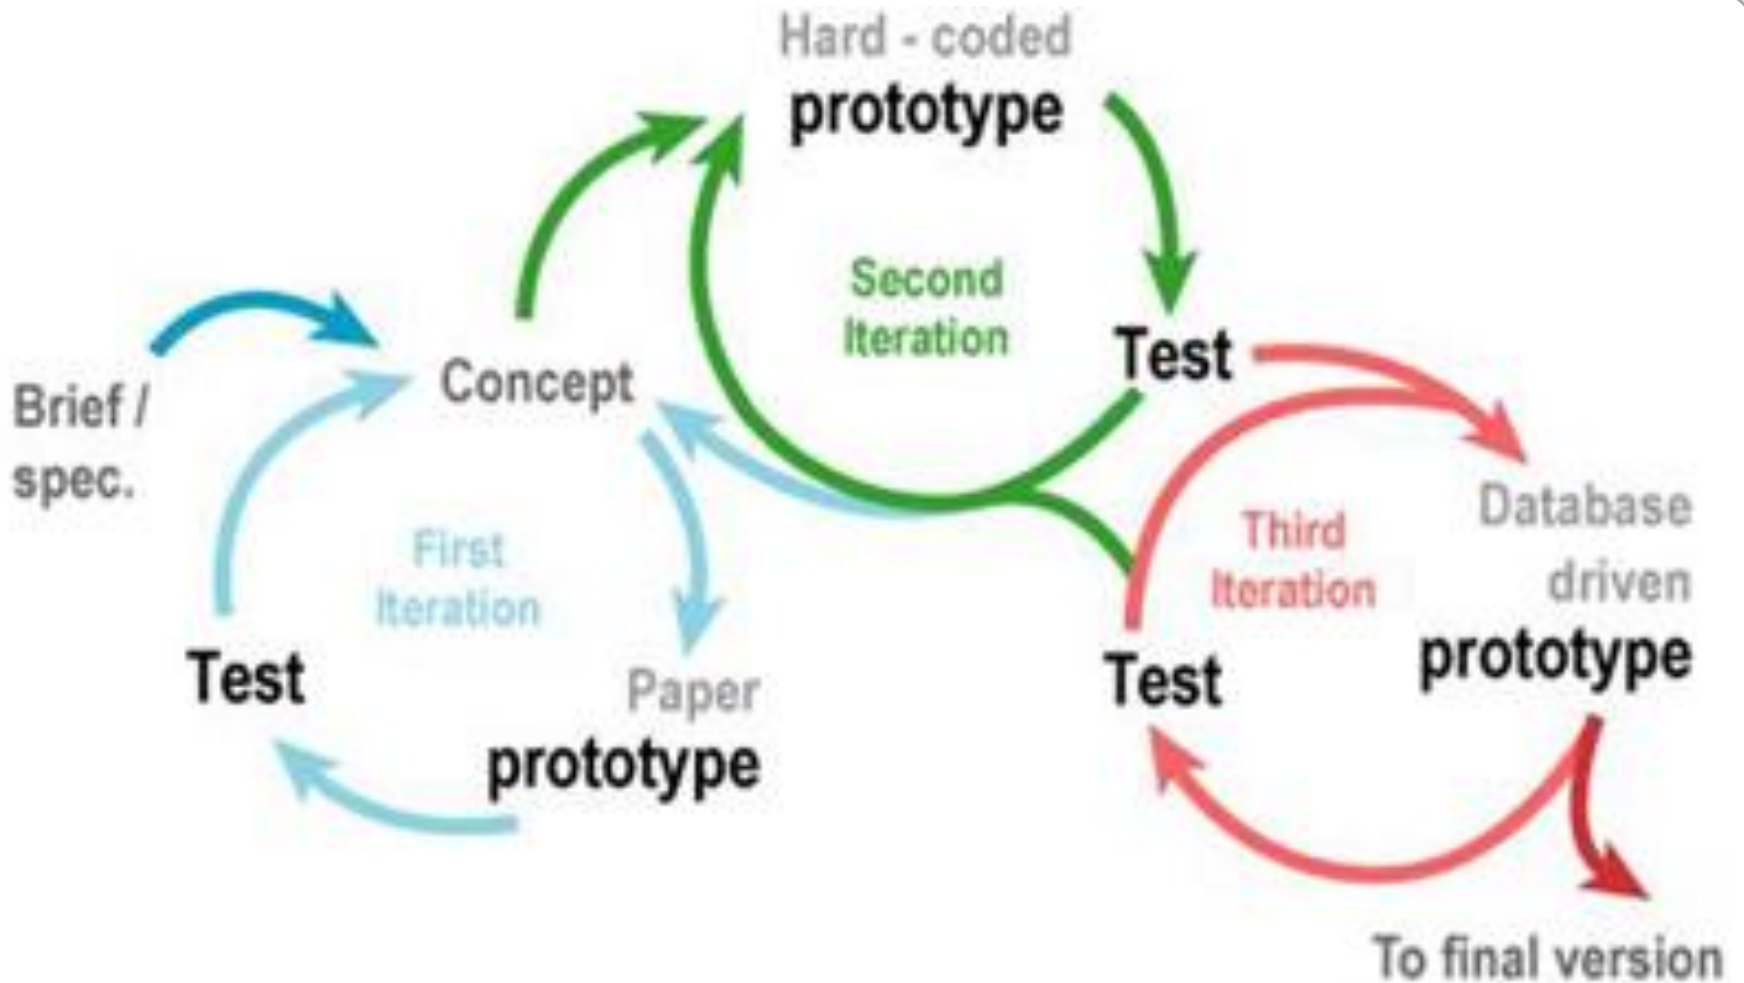 Hard - coded
prototype
Second
Iteration
Test
Brief /
spec.
Concept
First
Iteration
Test
Paper
prototype
Third
Iteration
Database
driven
prototype
Test
To final version